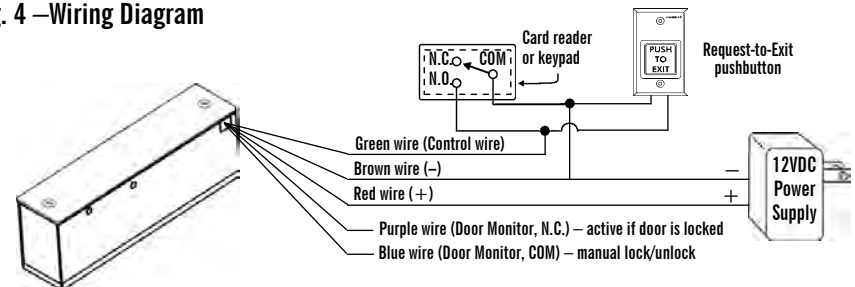 g. 4 –Wiring Diagram
Card reader
or keypad
N.C.
COM
N.O.
PUSH
TO
EXIT
Request-to-Exit
pushbutton
Green wire (Control wire)
Brown wire (–)
Red wire (+)
–
+
12VDC
Power
Supply
Purple wire (Door Monitor, N.C.) – active if door is locked
Blue wire (Door Monitor, COM) – manual lock/unlock